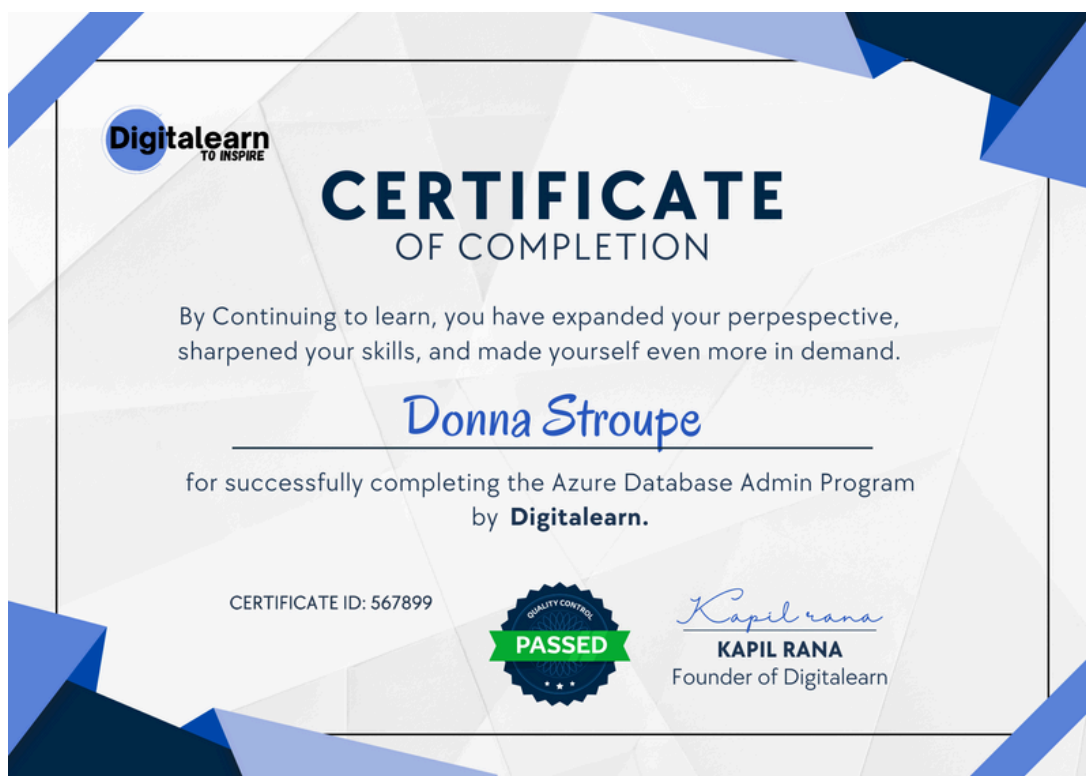 Digitalearn
TO INSPIRE
CERTIFICATE
OF COMPLETION
By Continuing to learn, you have expanded your perpespective,
sharpened your skills, and made yourself even more in demand.
Donna Stroupe
for successfully completing the Azure Database Admin Program
by Digitalearn.
CERTIFICATE ID: 567899
QUALITY CONTROL
PASSED
Kapil rana
KAPIL RANA
Founder of Digitalearn